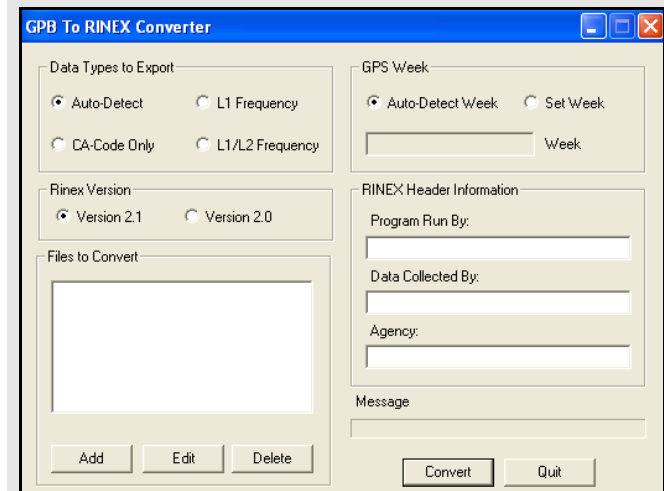 GPB To RINEX Converter
Data Types to Export
Auto-Detect
L1 Frequency
CA-Code Only
L1/L2 Frequency
GPS Week
Auto-Detect Week
Set Week
Week
Rinex Version
Version 2.1
Version 2.0
RINEX Header Information
Program Run By:
Data Collected By:
Agency:
Files to Convert
Add
Edit
Delete
Message
Convert
Quit